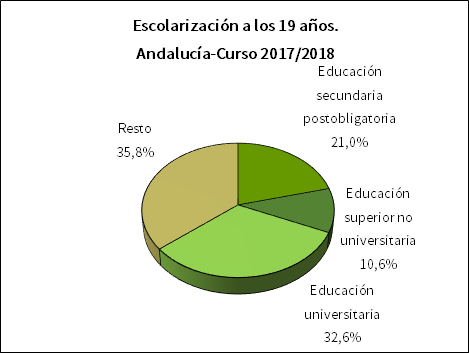 Escolarización a los 19 años.
Andalucía-Curso 2017/2018
Educación
secundaria
postobligatoria
21,0%
Resto
35,8%
Educación
superior no
universitaria
10,6%
Educación
universitaria
32,6%